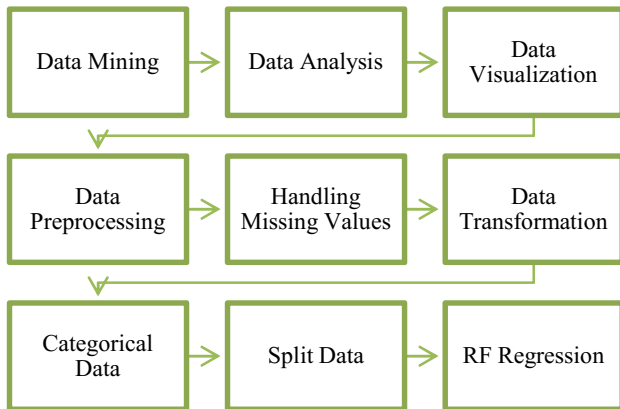 Data Mining
Data Analysis
Data
Visualization
Data
Preprocessing
Handling
Missing Values
Data
Transformation
Categorical
Data
Split Data
RF Regression